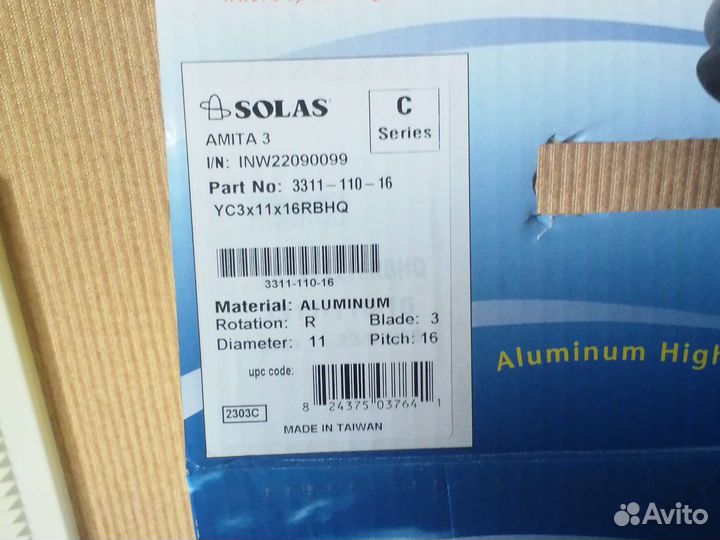 SOLAS
C
Series
AMITA 3
I/N: INW22090099
Part No: 3311-110-16
YC3x11x16RBHQ
3311-110-16
Material: ALUMINUM
Rotation: R Blade: 3
Diameter: 11 Pitch: 16
upc code:
8 24375 03764 1
2303C
MADE IN TAIWAN
Aluminum High
Avito